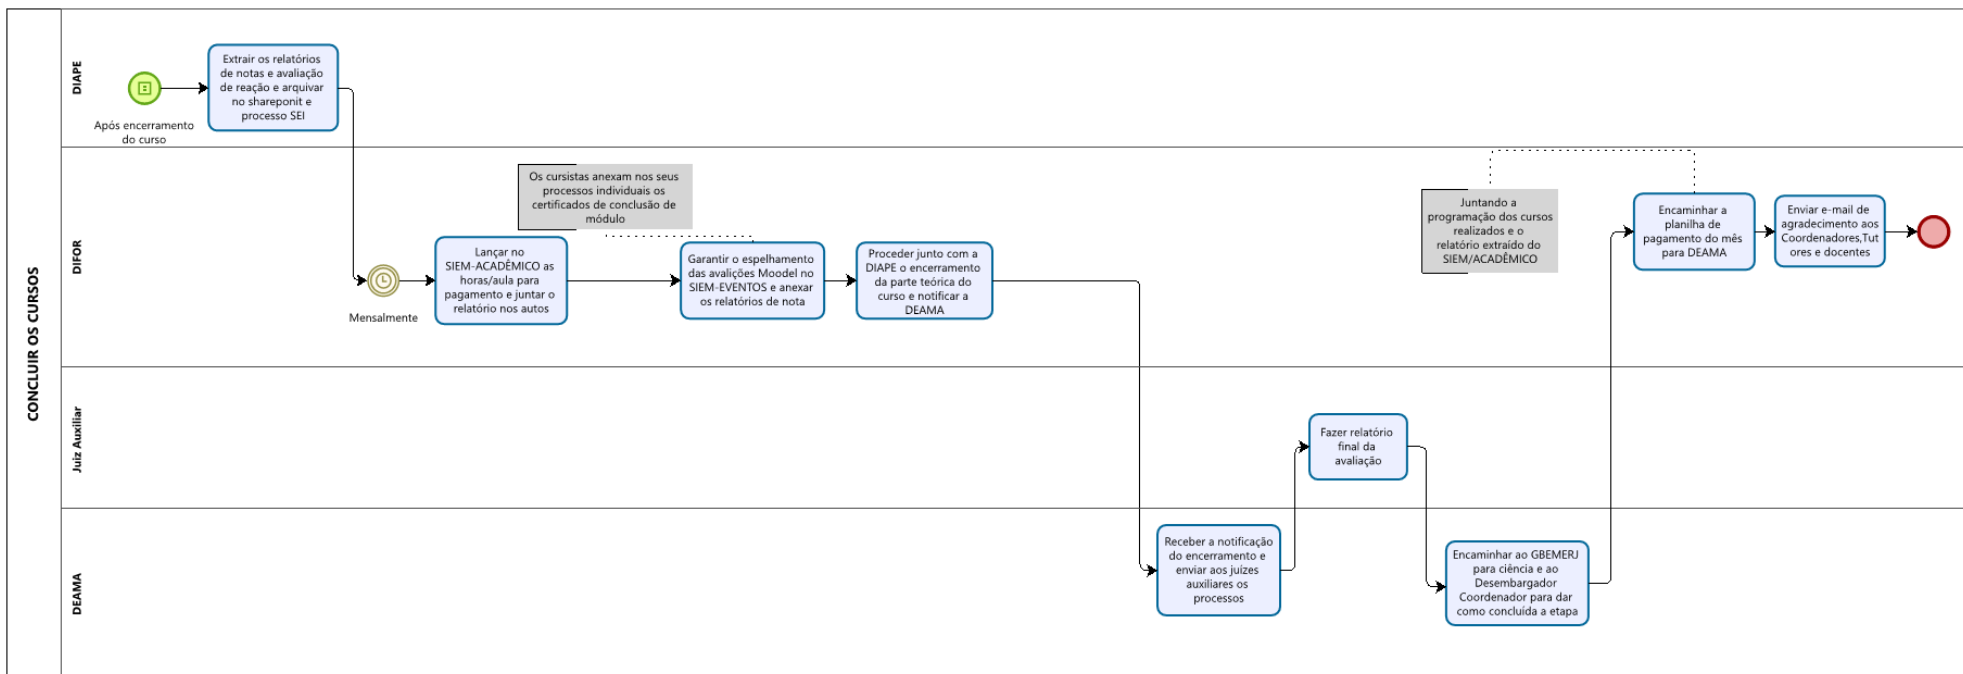 CONCLUIR OS CURSOS
DIAPE
Após encerramento
do curso
Extrair os relatórios
de notas e avaliação
de reação e arquivar
no shareponit e
processo SEI
DIFOR
Mensalmente
Lançar no
SIEM-ACADÊMICO as
horas/aula para
pagamento e juntar o
relatório nos autos
Os cursistas anexam nos seus
processos individuais os
certificados de conclusão de
módulo
Garantir o espelhamento
das avalições Moodel no
SIEM-EVENTOS e anexar
os relatórios de nota
Proceder junto com a
DIAPE o encerramento
da parte teórica do
curso e notificar a
DEAMA
Juntando a
programação dos cursos
realizados e o
relatório extraído do
SIEM/ACADÊMICO
Encaminhar a
planilha de
pagamento do mês
para DEAMA
Enviar e-mail de
agradecimento aos
Coordenadores,Tut
ores e docentes
Juiz Auxiliar
Fazer relatório
final da
avaliação
DEAMA
Receber a notificação
do encerramento e
enviar aos juízes
auxiliares os
processos
Encaminhar ao GBEMERJ
para ciência e ao
Desembargador
Coordenador para dar
como concluída a etapa